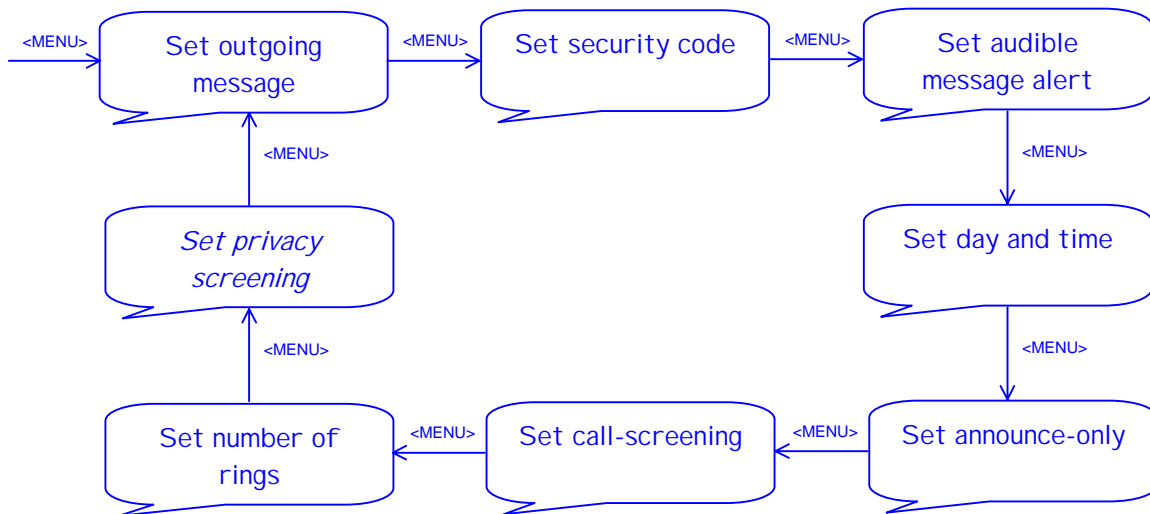 <MENU>
Set outgoing
message
<MENU>
Set security code
<MENU>
Set audible
message alert
<MENU>
Set day and time
<MENU>
Set announce-only
<MENU>
Set call-screening
<MENU>
Set number of
rings
<MENU>
Set privacy
screening
<MENU>